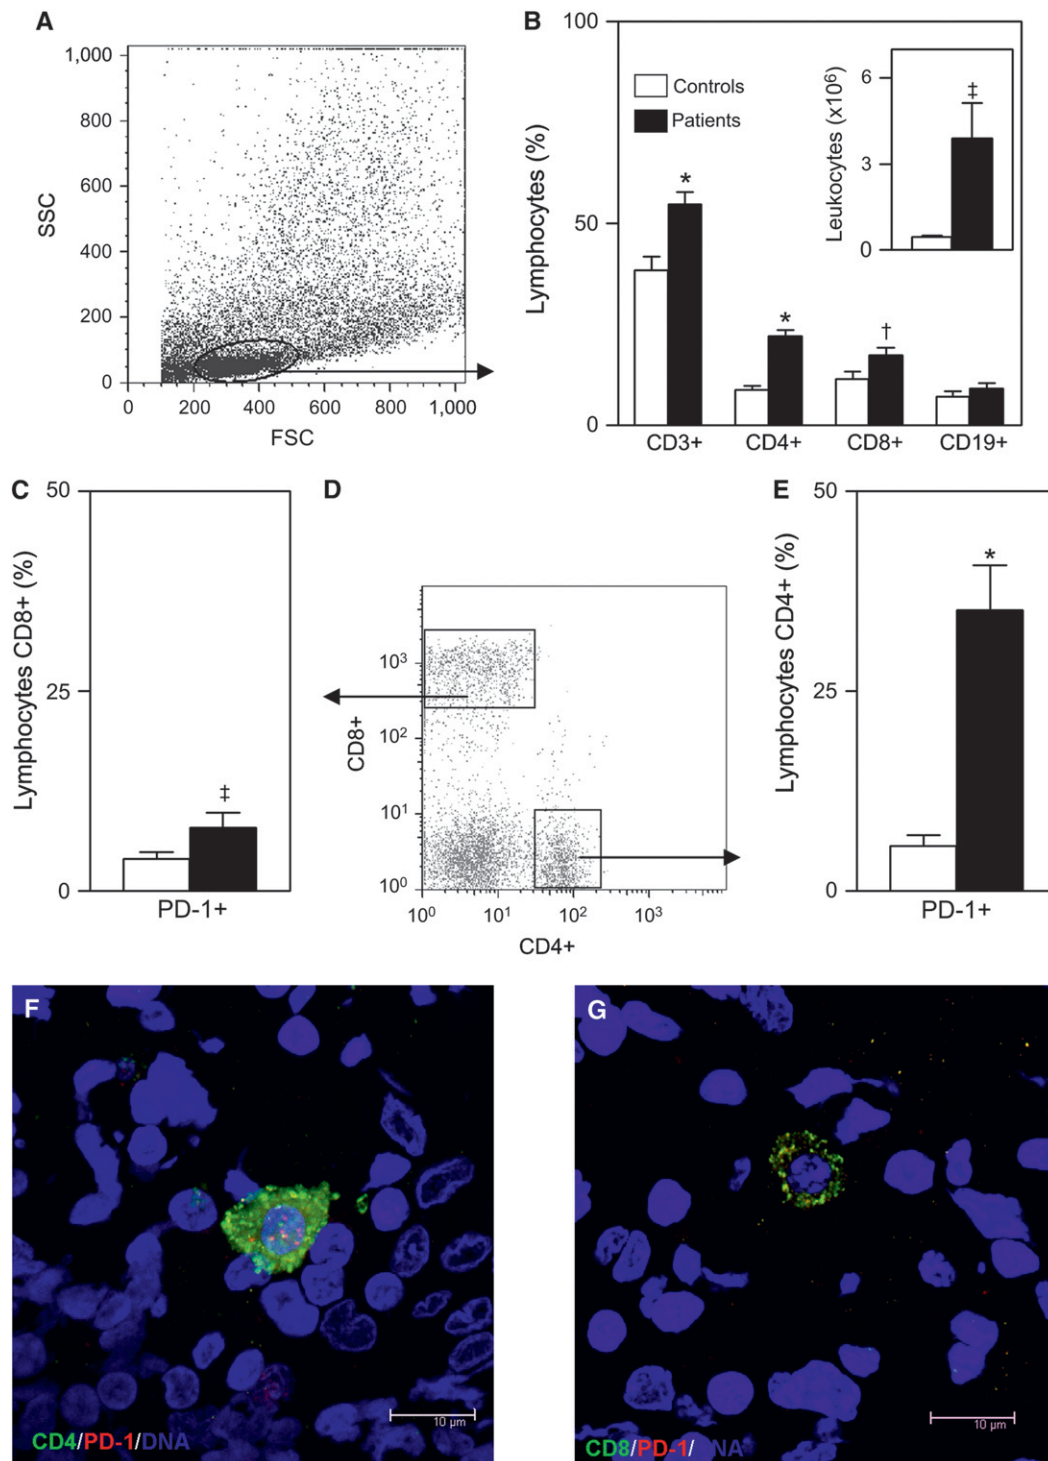 A
1,000
800
600
400
200
0
SSC
0 200 400 600 800 1,000
FSC
B
100
50
0
Lymphocytes (%)
Controls
Patients
*
*
†
CD3+ CD4+ CD8+ CD19+
Leukocytes (x10⁶)
6
3
0
‡
C
50
25
0
Lymphocytes CD8+ (%)
‡
PD-1+
D
10³
10²
10¹
10⁰
CD8+
10⁰ 10¹ 10² 10³
CD4+
E
50
25
0
Lymphocytes CD4+ (%)
*
PD-1+
F
CD4/PD-1/DNA
10 µm
G
CD8/PD-1/DNA
10 µm